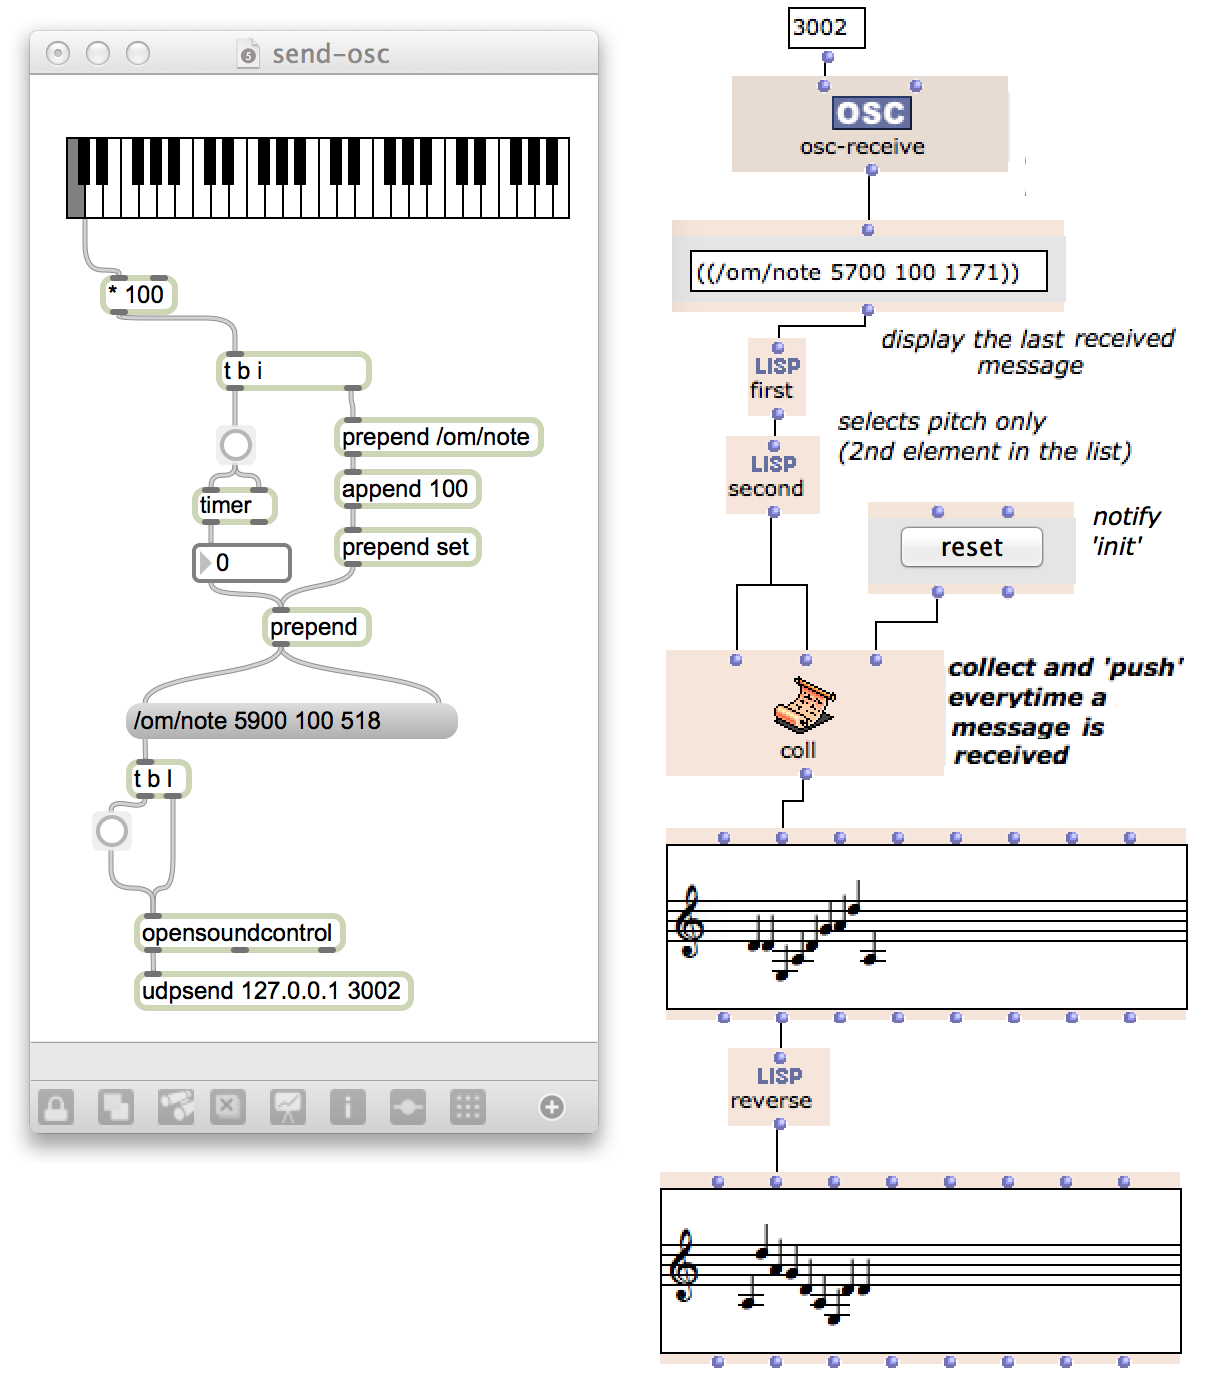 send-osc
* 100
t b i
prepend /om/note
append 100
timer
prepend set
0
prepend
/om/note 5900 100 518
t b l
opensoundcontrol
udpsend 127.0.0.1 3002
3002
OSC
osc-receive
((/om/note 5700 100 1771))
display the last received
message
LISP
first
selects pitch only
(2nd element in the list)
LISP
second
reset
notify
'init'
collect and 'push'
everytime a
message is
received
coll
LISP
reverse